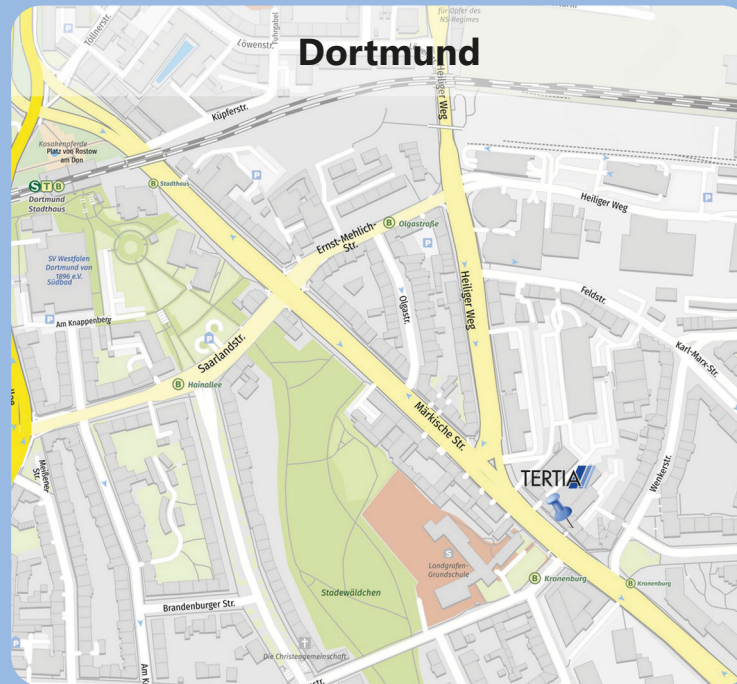 für Opfer des
NS-Regimes
Töllnerstr.
Löwenstr.
Dortmund
Heiliger Weg
Küpferstr.
Kosakenpferde
Platz von Rostow
am Don
S T B
Dortmund
Stadthaus
B Stadthaus
P
P
P
P
P
P
Heiliger Weg
Ernst-Mehlich-
Str.
B Olgastraße
SV Westfalen
Dortmund von
1896 e.V.
Südbad
Heiliger Weg
Olgastr.
Feldstr.
Am Knappenberg
Saarlandstr.
Karl-Marx-Str.
B Hainallee
Märkische Str.
Meißener
Str.
TERTIA
Wenkerstr.
S
Landgrafen-
Grundschule
B Kronenburg
B Kronenburg
Stadewäldchen
Brandenburger Str.
Die Christengemeinschaft
Am K
str.